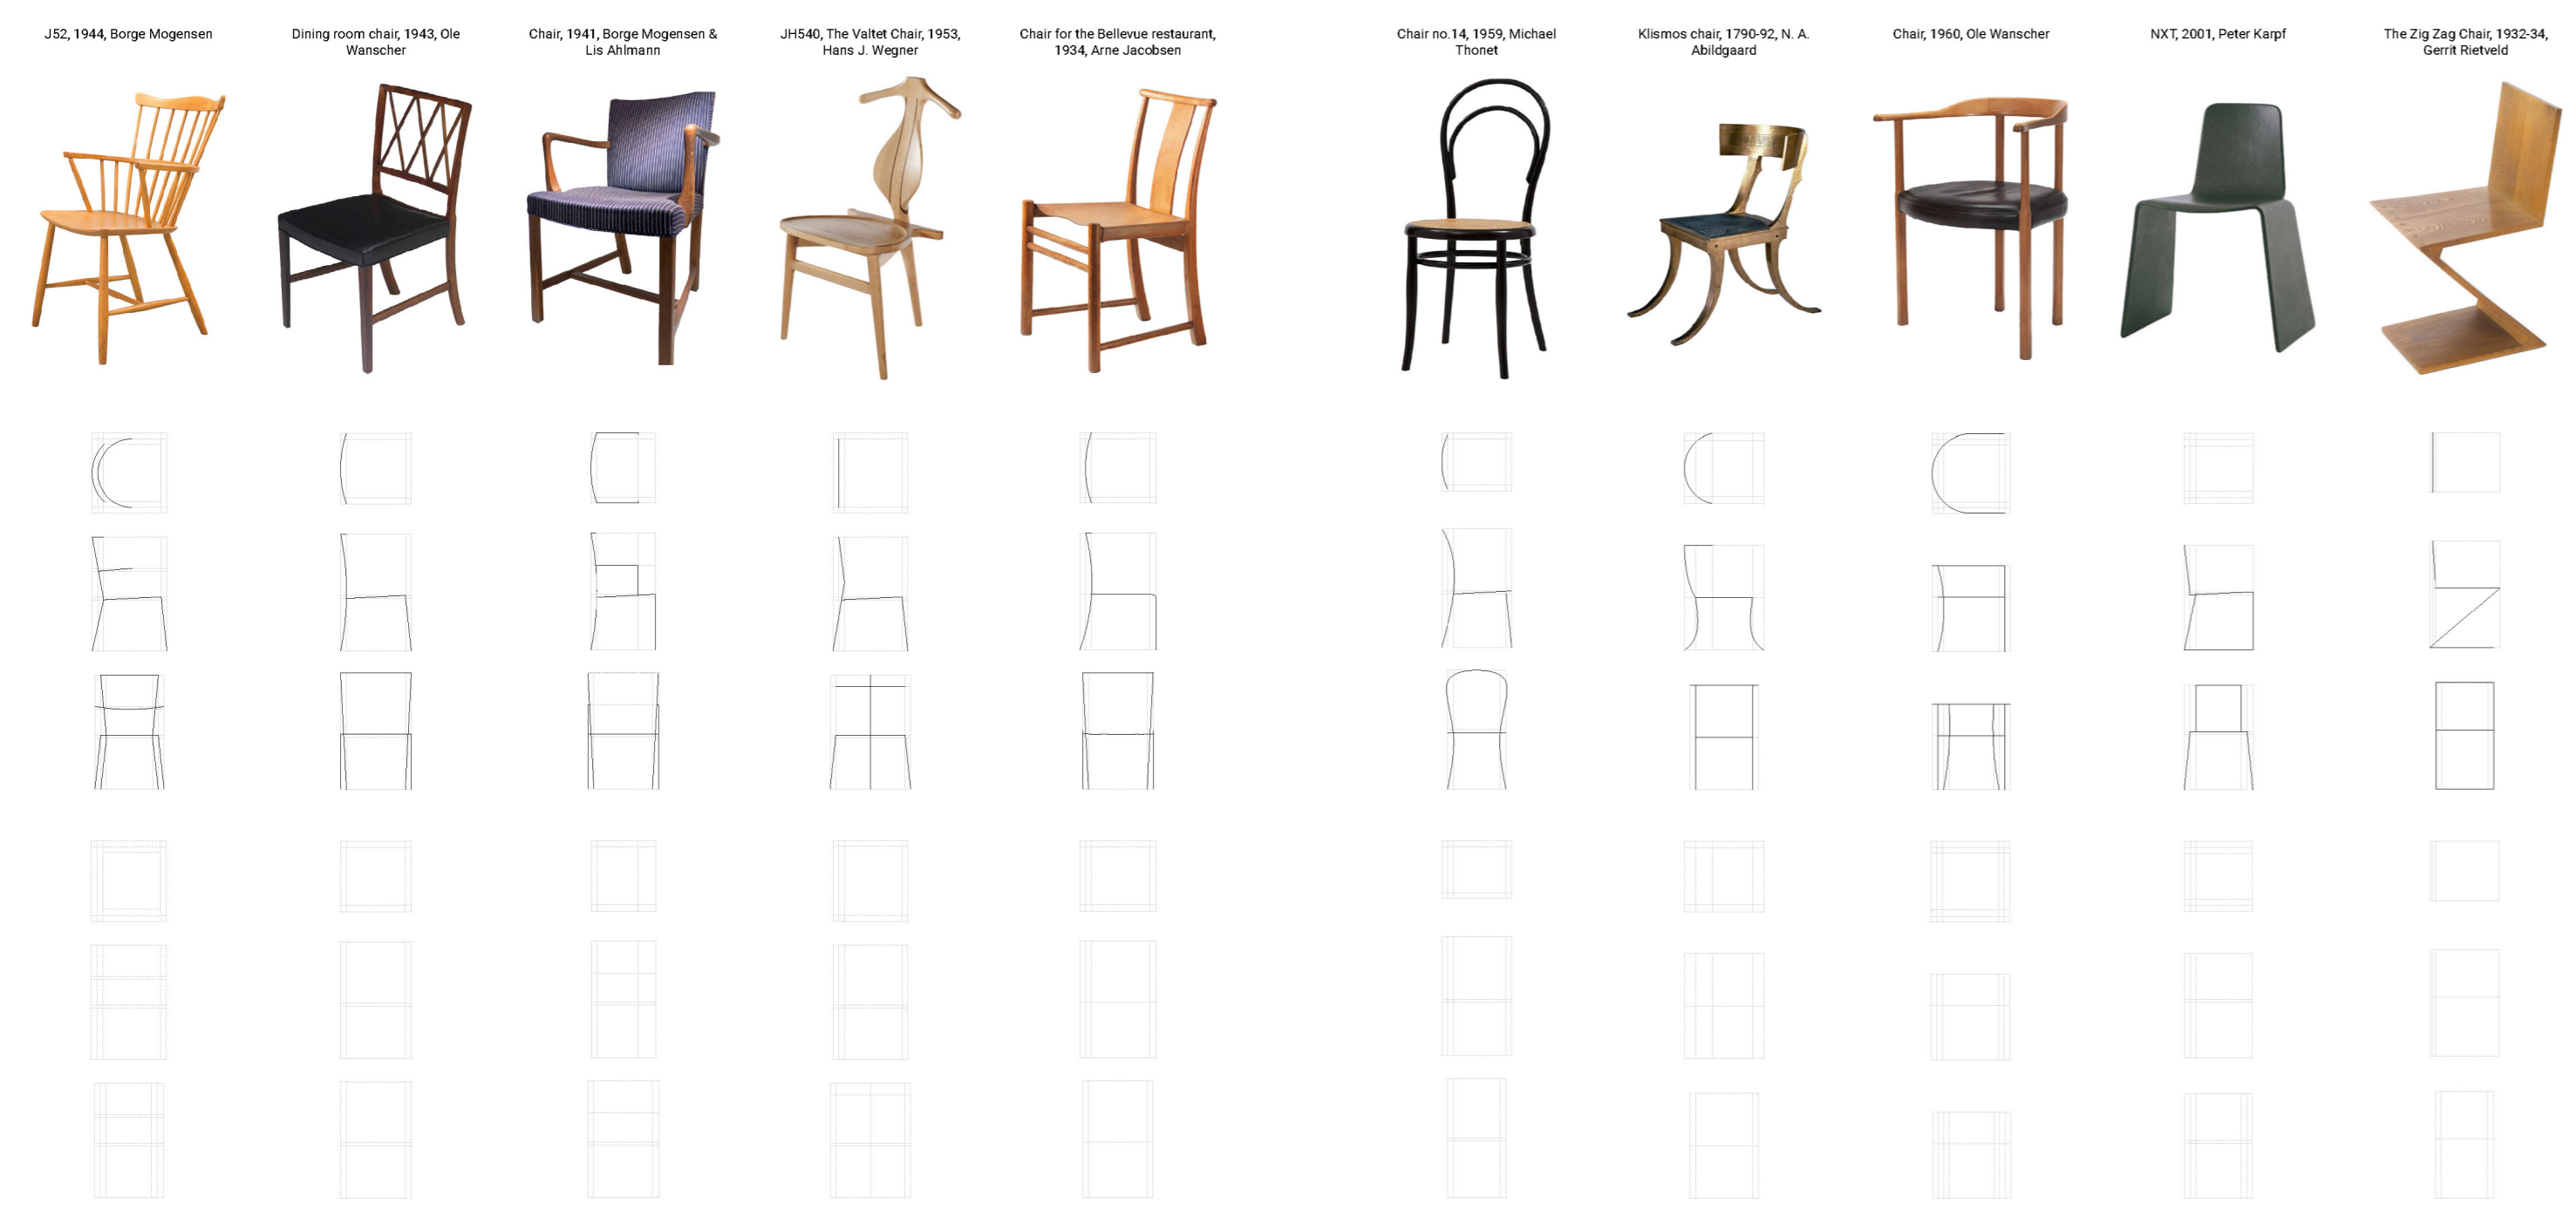 J52, 1944, Borge Mogensen
Dining room chair, 1943, Ole
Wanscher
Chair, 1941, Borge Mogensen &
Lis Ahlmann
JH540, The Valtet Chair, 1953,
Hans J. Wegner
Chair for the Bellevue restaurant,
1934, Arne Jacobsen
Chair no.14, 1959, Michael
Thonet
Klismos chair, 1790-92, N. A.
Abildgaard
Chair, 1960, Ole Wanscher
NXT, 2001, Peter Karpf
The Zig Zag Chair, 1932-34,
Gerrit Rietveld